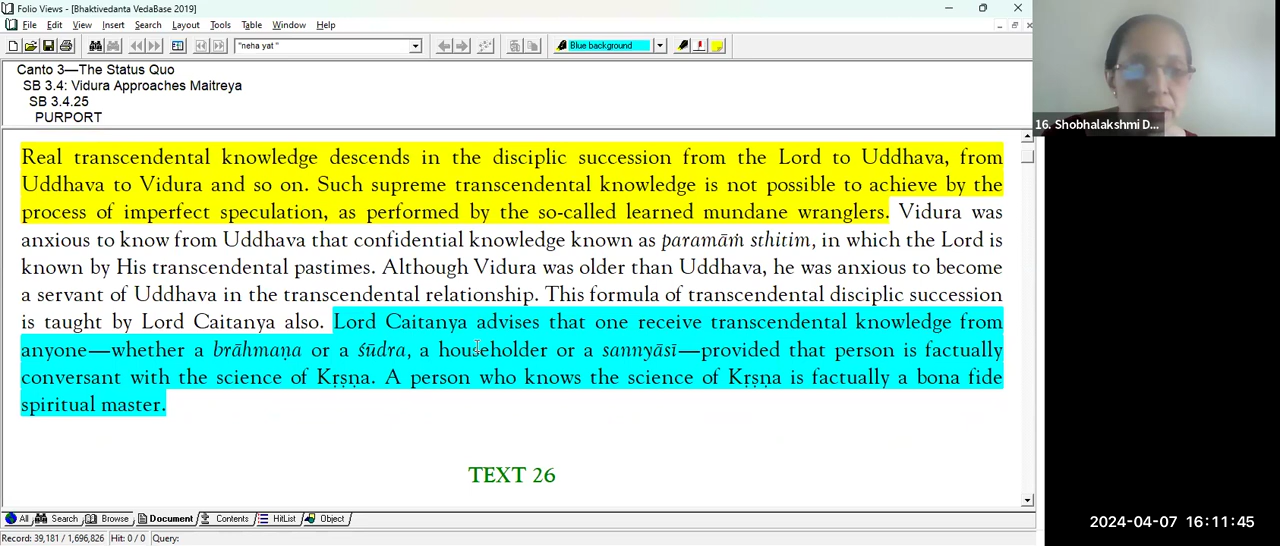 Folio Views - [Bhaktivedanta VedaBase 2019]
File Edit View Insert Search Layout Tools Table Window Help
"neha yat "
Blue background
Canto 3—The Status Quo
SB 3.4: Vidura Approaches Maitreya
SB 3.4.25
PURPORT
16. Shobhalakshmi D...
Real transcendental knowledge descends in the disciplic succession from the Lord to Uddhava, from
Uddhava to Vidura and so on. Such supreme transcendental knowledge is not possible to achieve by the
process of imperfect speculation, as performed by the so-called learned mundane wranglers. Vidura was
anxious to know from Uddhava that confidential knowledge known as paramāṁ sthitim, in which the Lord is
known by His transcendental pastimes. Although Vidura was older than Uddhava, he was anxious to become
a servant of Uddhava in the transcendental relationship. This formula of transcendental disciplic succession
is taught by Lord Caitanya also. Lord Caitanya advises that one receive transcendental knowledge from
anyone—whether a brāhmaṇa or a śūdra, a householder or a sannyāsī—provided that person is factually
conversant with the science of Kṛṣṇa. A person who knows the science of Kṛṣṇa is factually a bona fide
spiritual master.
TEXT 26
All Search Browse Document Contents HitList Object
Record: 39,181 / 1,696,826 Hit: 0 / 0 Query:
2024-04-07 16:11:45